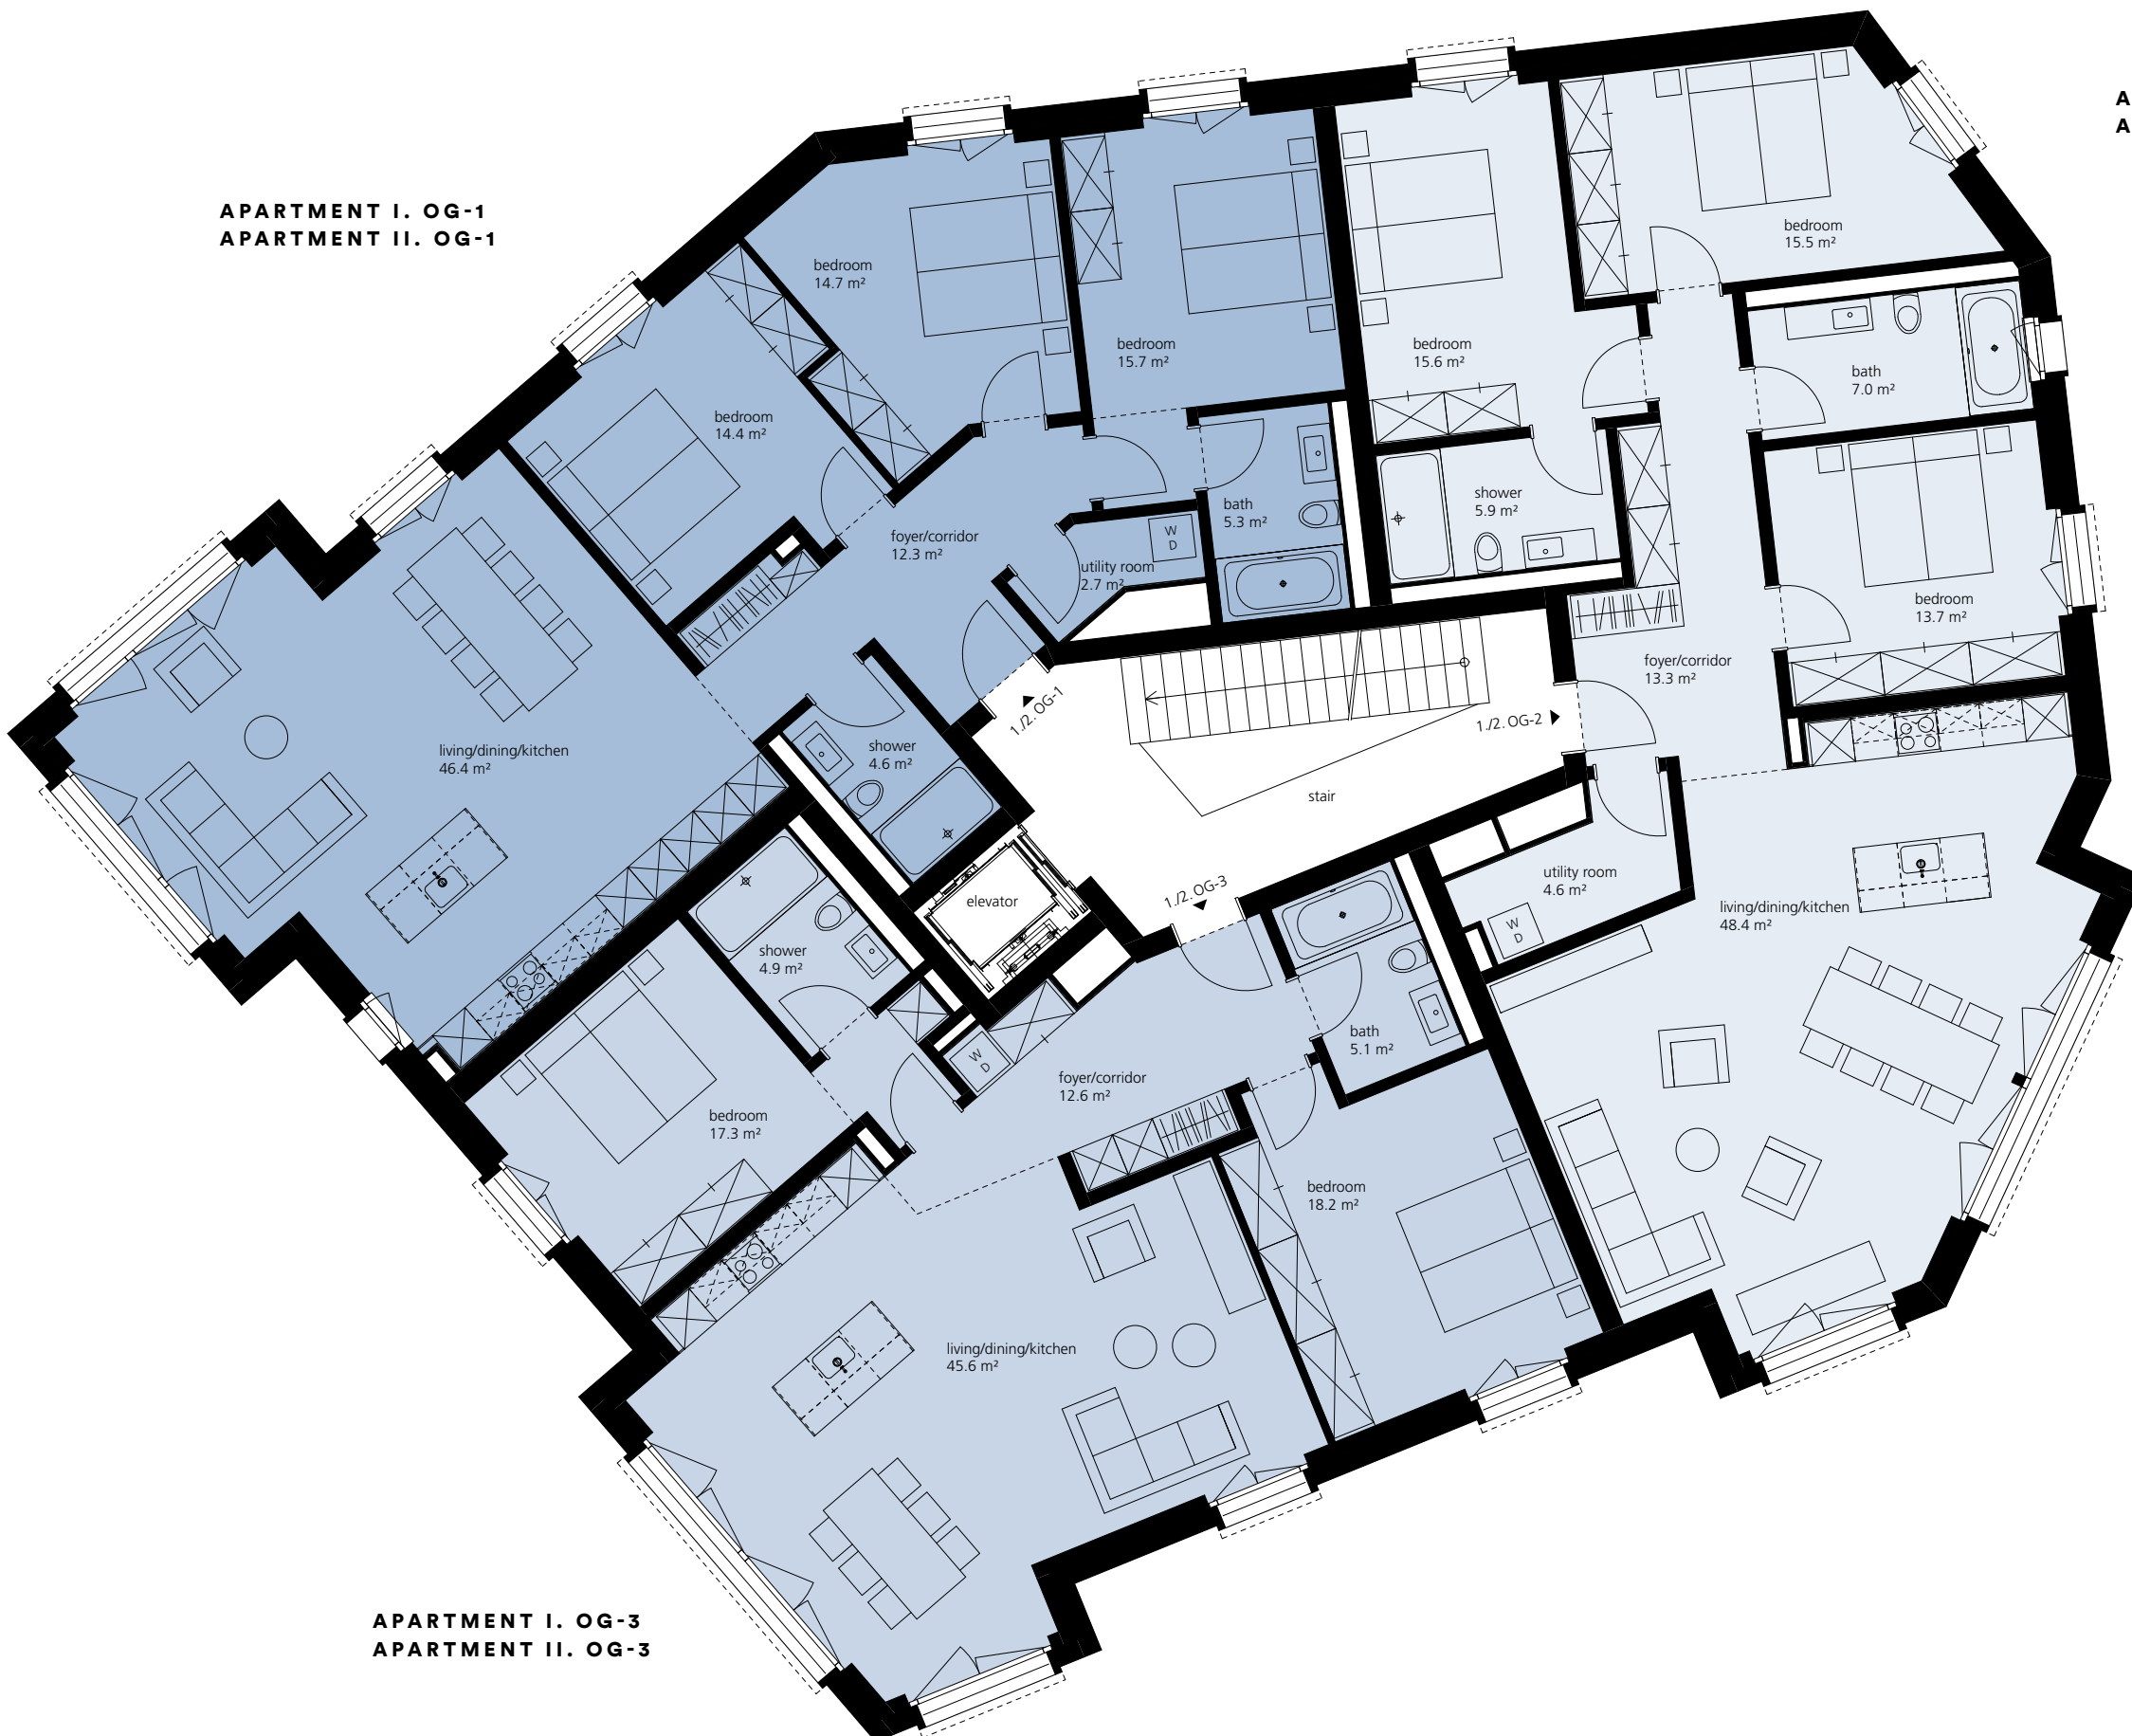 APARTMENT I. OG-1
APARTMENT II. OG-1
A
A
bedroom
14.7 m²
bedroom
15.7 m²
bedroom
14.4 m²
bedroom
15.6 m²
bedroom
15.5 m²
bath
7.0 m²
shower
5.9 m²
bath
5.3 m²
foyer/corridor
12.3 m²
utility room
2.7 m²
W
D
bedroom
13.7 m²
foyer/corridor
13.3 m²
1./2. OG-1
1./2. OG-2
living/dining/kitchen
46.4 m²
shower
4.6 m²
stair
elevator
1./2. OG-3
utility room
4.6 m²
W
D
living/dining/kitchen
48.4 m²
shower
4.9 m²
bath
5.1 m²
W
D
foyer/corridor
12.6 m²
bedroom
17.3 m²
bedroom
18.2 m²
living/dining/kitchen
45.6 m²
APARTMENT I. OG-3
APARTMENT II. OG-3